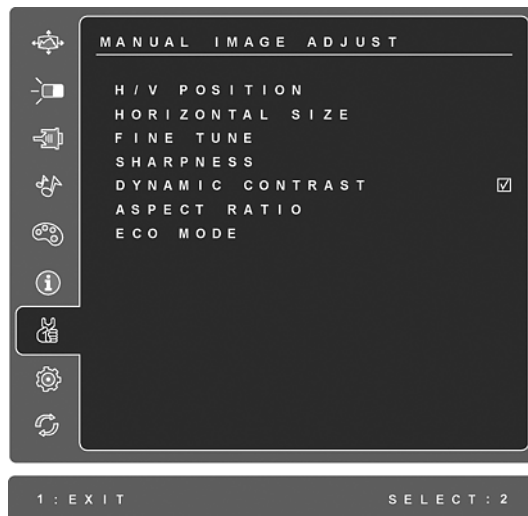 MANUAL IMAGE ADJUST
H/V POSITION
HORIZONTAL SIZE
FINE TUNE
SHARPNESS
DYNAMIC CONTRAST
ASPECT RATIO
ECO MODE
1:EXIT SELECT:2